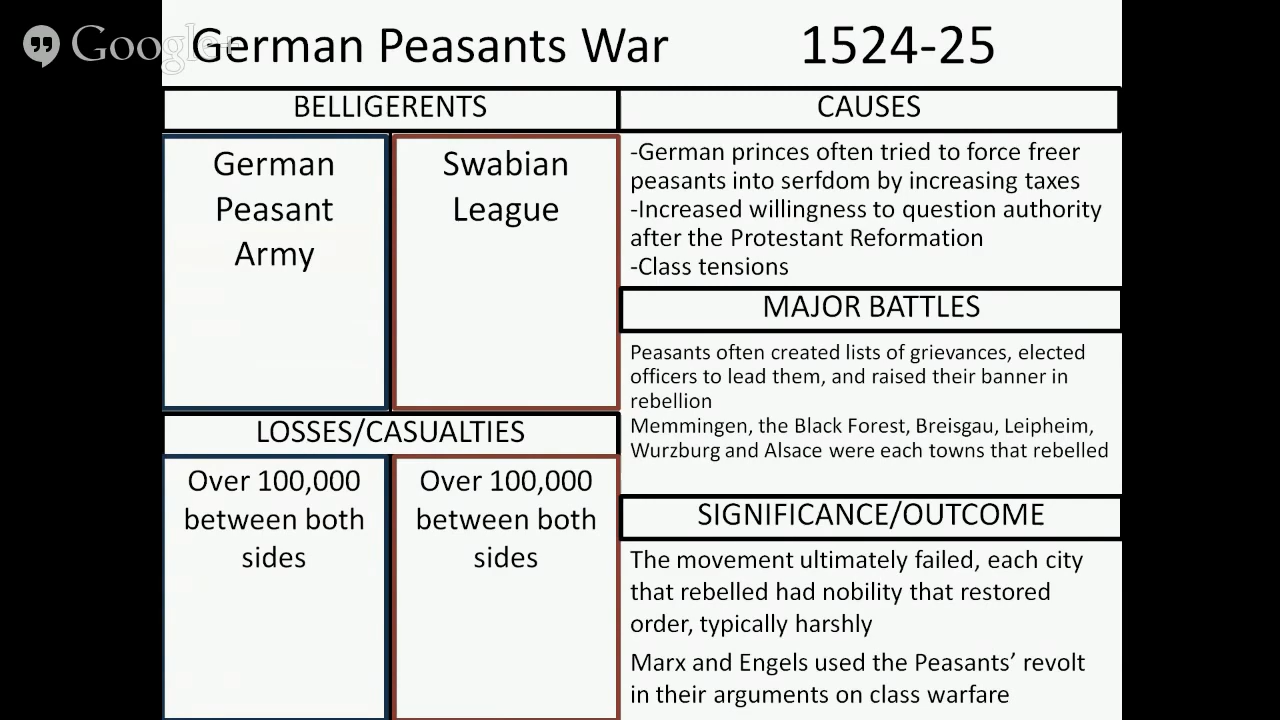 Google+
German Peasants War 1524-25
BELLIGERENTS
CAUSES
German
Peasant
Army
Swabian
League
-German princes often tried to force freer
peasants into serfdom by increasing taxes
-Increased willingness to question authority
after the Protestant Reformation
-Class tensions
MAJOR BATTLES
Peasants often created lists of grievances, elected
officers to lead them, and raised their banner in
rebellion
Memmingen, the Black Forest, Breisgau, Leipheim,
Wurzburg and Alsace were each towns that rebelled
LOSSES/CASUALTIES
Over 100,000
between both
sides
Over 100,000
between both
sides
SIGNIFICANCE/OUTCOME
The movement ultimately failed, each city
that rebelled had nobility that restored
order, typically harshly
Marx and Engels used the Peasants’ revolt
in their arguments on class warfare